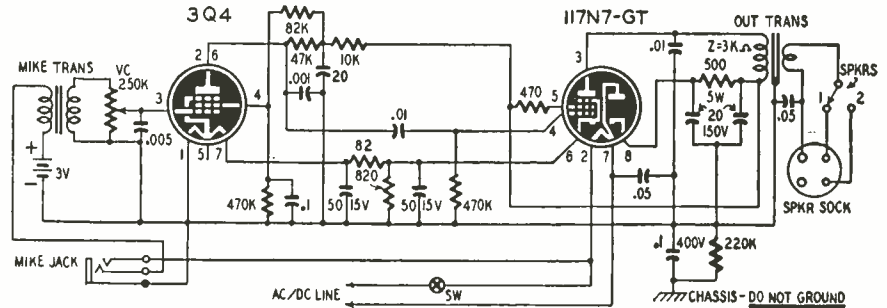 3Q4
117N7-GT
OUT TRANS
82K
2 6
47K
10K
.001
20
3
.01
Z=3KΩ
500
5W
20
150V
SPKRS
1
2
MIKE TRANS
VC
250K
3
4
470
5
4
.05
.005
.01
+
-
3V
1
5
7
82
820
6
2
7
8
.05
470K
.1
50
15V
50
15V
470K
SPKR SOCK
.1
400V
220K
MIKE JACK
AC/DC LINE
SW
CHASSIS - DO NOT GROUND